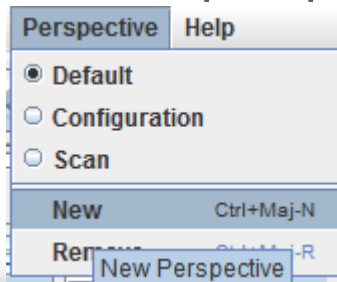 Perspective Help
Default
Configuration
Scan
New Ctrl+Maj-N
New Perspective